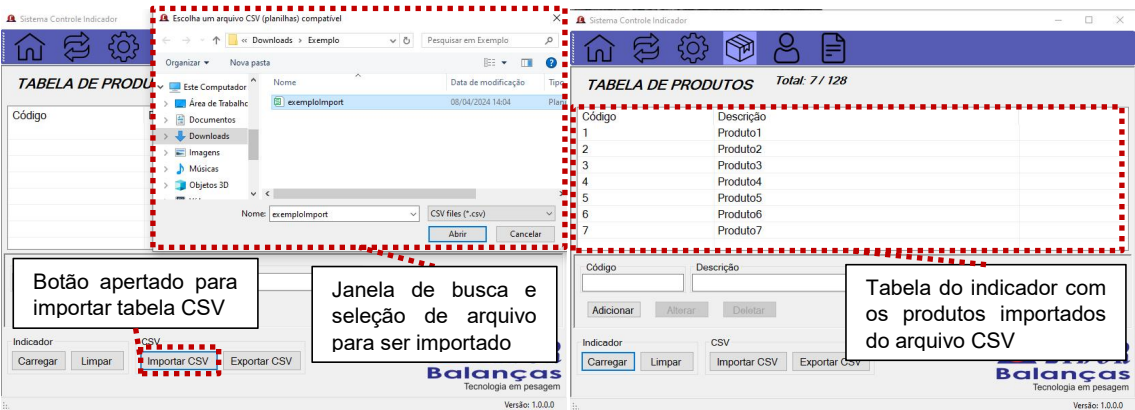 Sistema Controle Indicador
Escolha um arquivo CSV (planilhas) compatível
« Downloads > Exemplo
Pesquisar em Exemplo
Organizar
Nova pasta
Este Computador
Área de Trabalho
Documentos
Downloads
Imagens
Músicas
Objetos 3D
Nome
Data de modificação
Tipo
exemploImport
08/04/2024 14:04
Nome: exemploImport
CSV files (*.csv)
Abrir
Cancelar
TABELA DE PRODU
Código
Botão apertado para
importar tabela CSV
Janela de busca e
seleção de arquivo
para ser importado
Indicador
CSV
Carregar
Limpar
Importar CSV
Exportar CSV
Balanças
Tecnologia em pesagem
Versão: 1.0.0.0
Sistema Controle Indicador
TABELA DE PRODUTOS
Total: 7 / 128
Código Descrição
1 Produto1
2 Produto2
3 Produto3
4 Produto4
5 Produto5
6 Produto6
7 Produto7
Código
Descrição
Adicionar
Alterar
Deletar
Tabela do indicador com
os produtos importados
do arquivo CSV
Indicador
CSV
Carregar
Limpar
Importar CSV
Exportar CSV
Balanças
Tecnologia em pesagem
Versão: 1.0.0.0